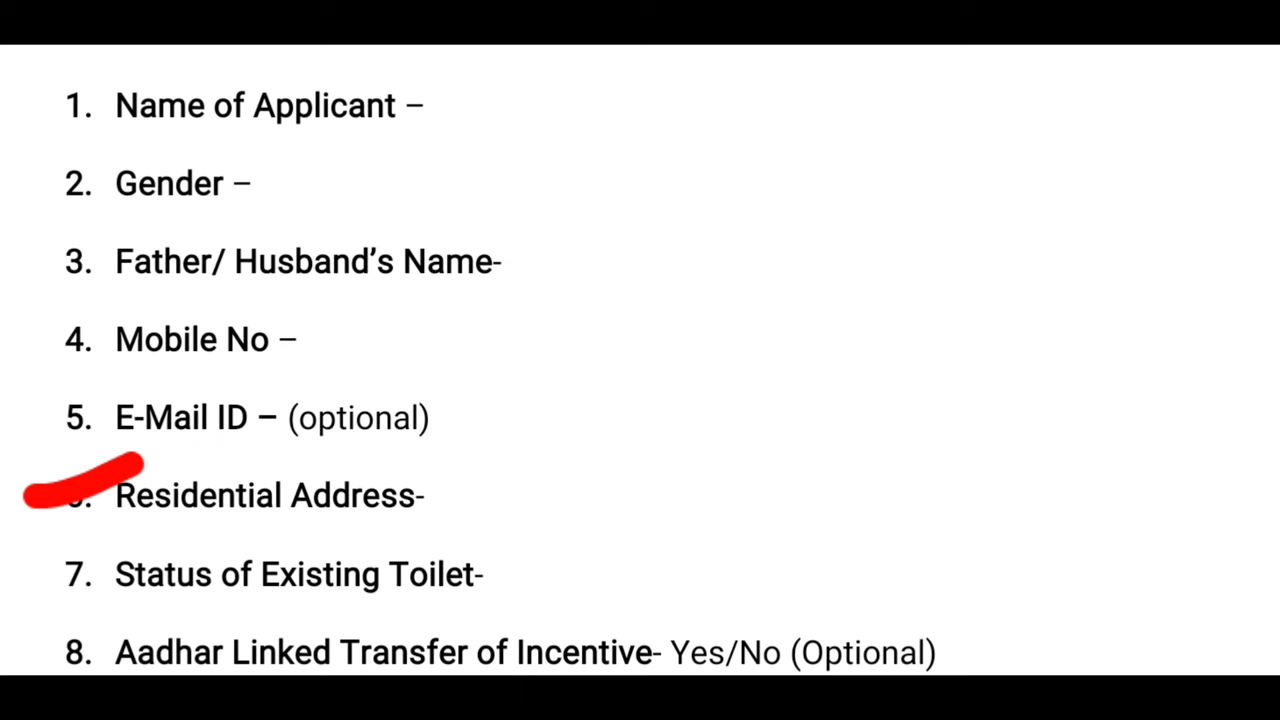 1. Name of Applicant –
2. Gender –
3. Father/ Husband’s Name-
4. Mobile No –
5. E-Mail ID – (optional)
6. Residential Address-
7. Status of Existing Toilet-
8. Aadhar Linked Transfer of Incentive- Yes/No (Optional)